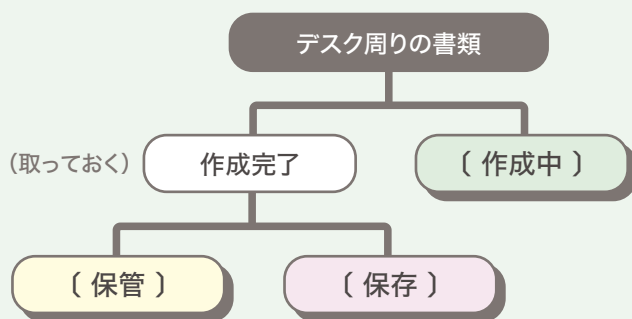 デスク周りの書類
(取っておく)
作成完了
〔 作成中 〕
〔 保管 〕
〔 保存 〕